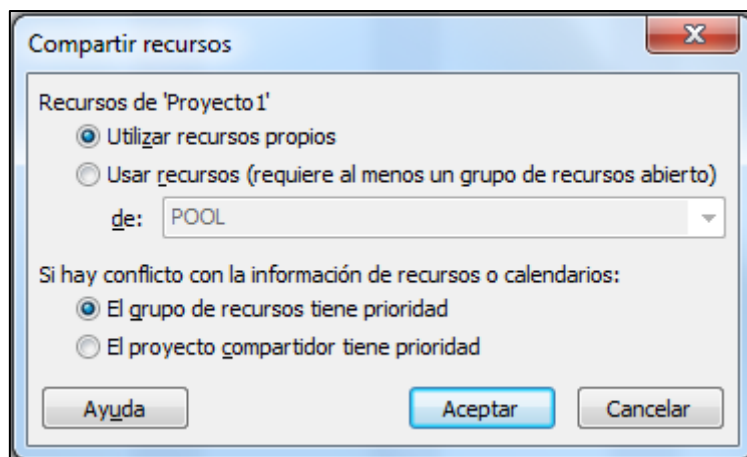 Compartir recursos
Recursos de 'Proyecto1'
Utilizar recursos propios
Usar recursos (requiere al menos un grupo de recursos abierto)
de: POOL
Si hay conflicto con la información de recursos o calendarios:
El grupo de recursos tiene prioridad
El proyecto compartidor tiene prioridad
Ayuda Aceptar Cancelar